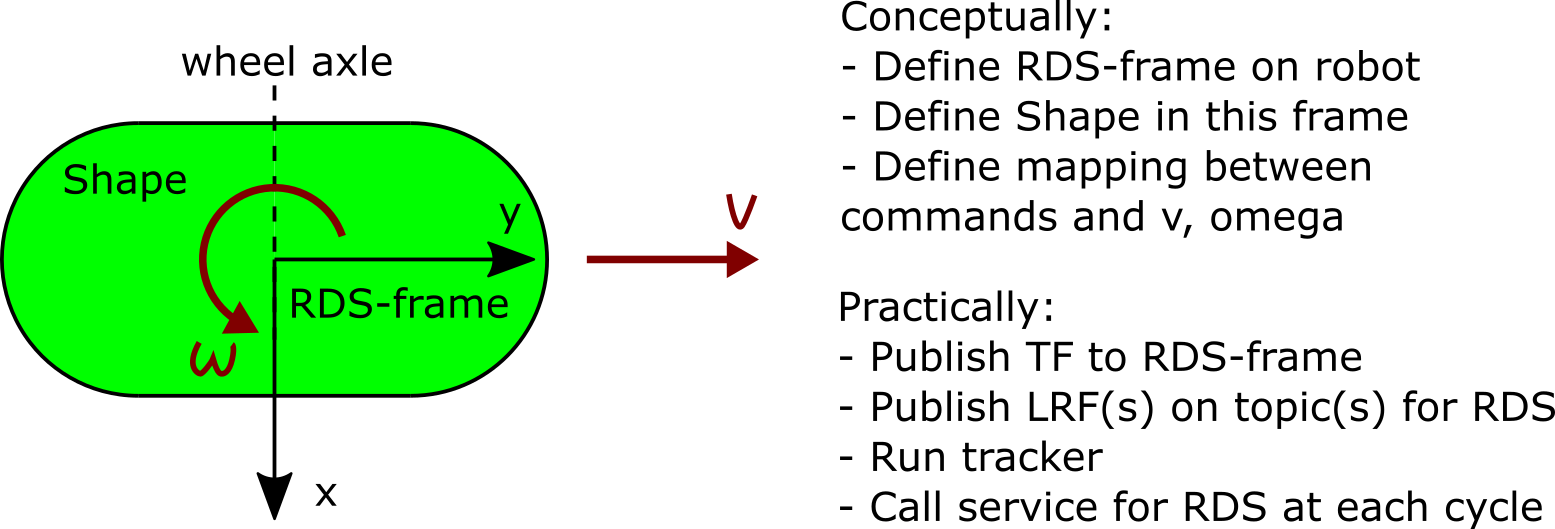 wheel axle
Shape
y
RDS-frame
ω
x
v
Conceptually:
- Define RDS-frame on robot
- Define Shape in this frame
- Define mapping between
commands and v, omega
Practically:
- Publish TF to RDS-frame
- Publish LRF(s) on topic(s) for RDS
- Run tracker
- Call service for RDS at each cycle